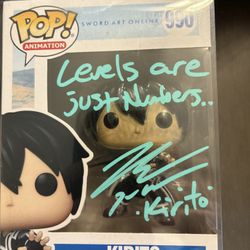 POP!
ANIMATION
SWORD ART ONLINE
990
Levels are
just Numbers..
Kirito
KIRITO